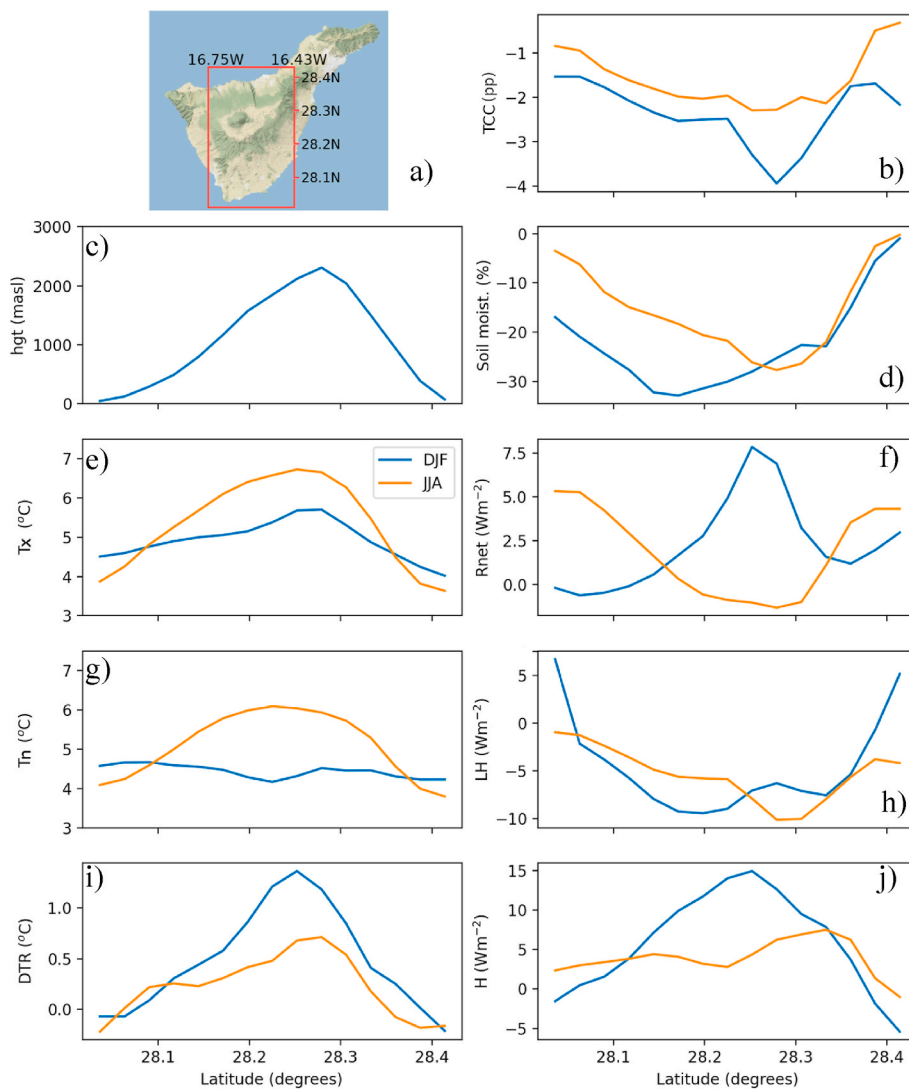 16.75W 16.43W
28.4N
28.3N
28.2N
28.1N
a)
TCC (pp)
−1
−2
−3
−4
b)
c)
hgt (masl)
3000
2000
1000
0
Soil moist. (%)
0
−10
−20
−30
d)
e)
Tx (°C)
7
6
5
4
3
DJF
JJA
f)
Rnet (Wm⁻²)
7.5
5.0
2.5
0.0
g)
Tn (°C)
7
6
5
4
3
LH (Wm⁻²)
5
0
−5
−10
h)
i)
DTR (°C)
1.0
0.5
0.0
28.1 28.2 28.3 28.4
Latitude (degrees)
j)
H (Wm⁻²)
15
10
5
0
−5
28.1 28.2 28.3 28.4
Latitude (degrees)